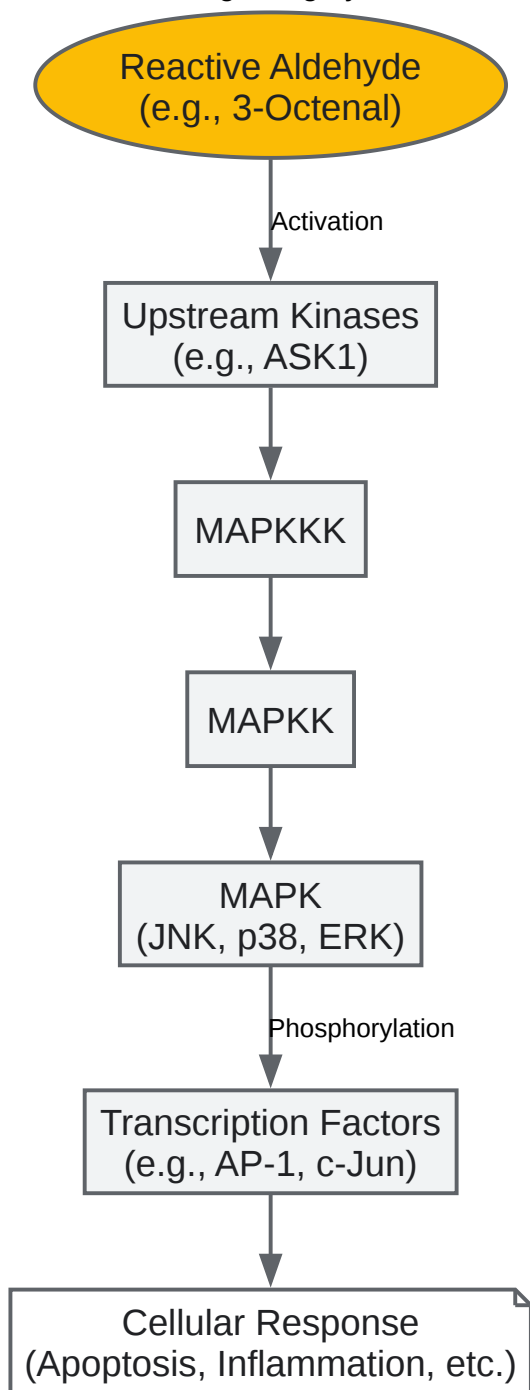 Reactive Aldehyde
(e.g., 3-Octenal)
Activation
Upstream Kinases
(e.g., ASK1)
MAPKKK
MAPKK
MAPK
(JNK, p38, ERK)
Phosphorylation
Transcription Factors
(e.g., AP-1, c-Jun)
Cellular Response
(Apoptosis, Inflammation, etc.)